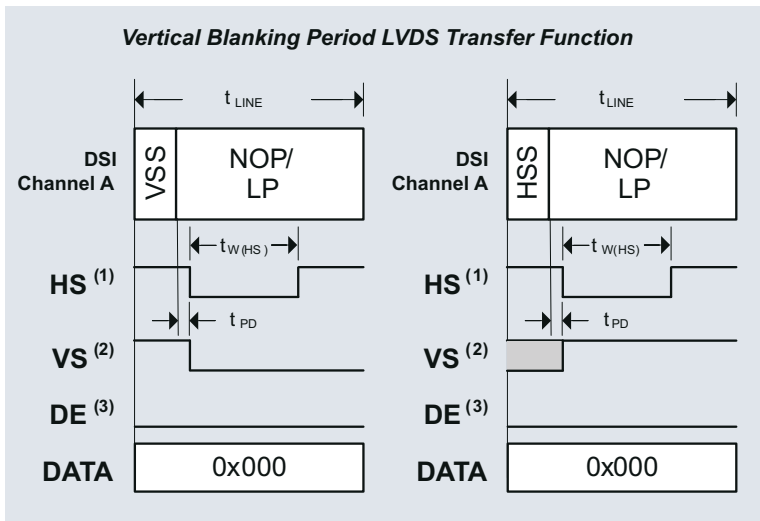 Vertical Blanking Period LVDS Transfer Function
t LINE
DSI
Channel A
VSS
NOP/
LP
t W(HS)
HS (1)
t PD
VS (2)
DE (3)
DATA
0x000
t LINE
DSI
Channel A
HSS
NOP/
LP
t W(HS)
HS (1)
t PD
VS (2)
DE (3)
DATA
0x000